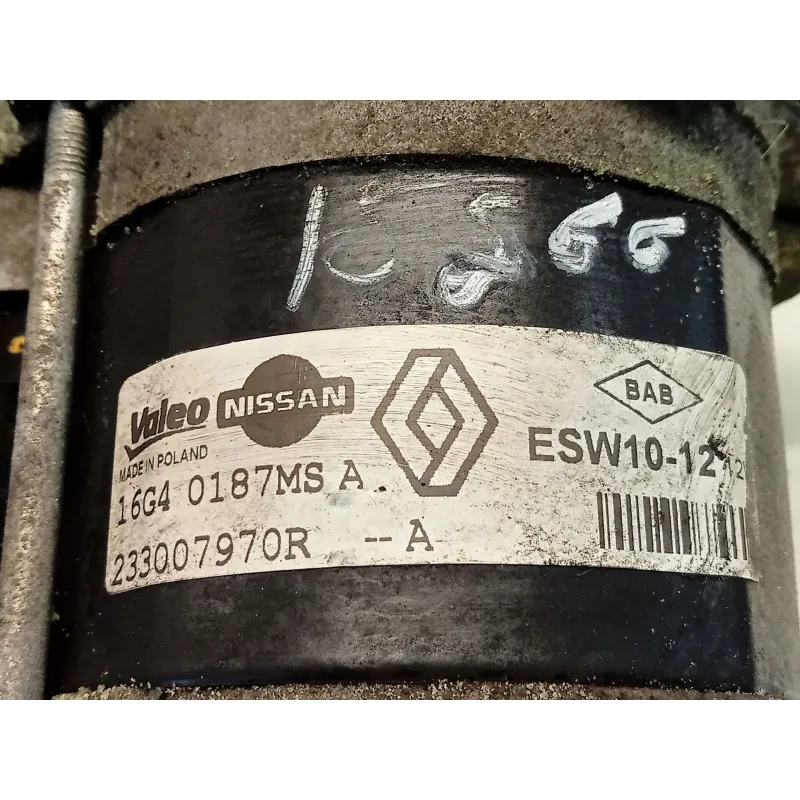 Valeo
NISSAN
MADE IN POLAND
16G4 0187MS A
233007970R --A
BAB
ESW10-12